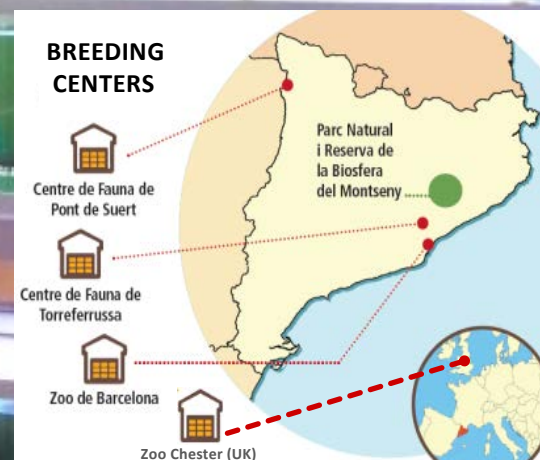 BREEDING
CENTERS
Parc Natural
i Reserva de
la Biosfera
del Montseny
Centre de Fauna de
Pont de Suert
Centre de Fauna de
Torreferrussa
Zoo de Barcelona
Zoo Chester (UK)